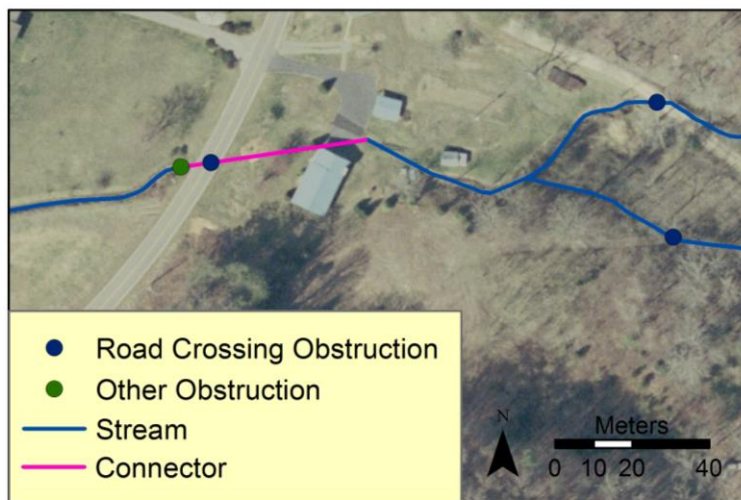 Road Crossing Obstruction
Other Obstruction
Stream
Connector
N
Meters
0 10 20 40